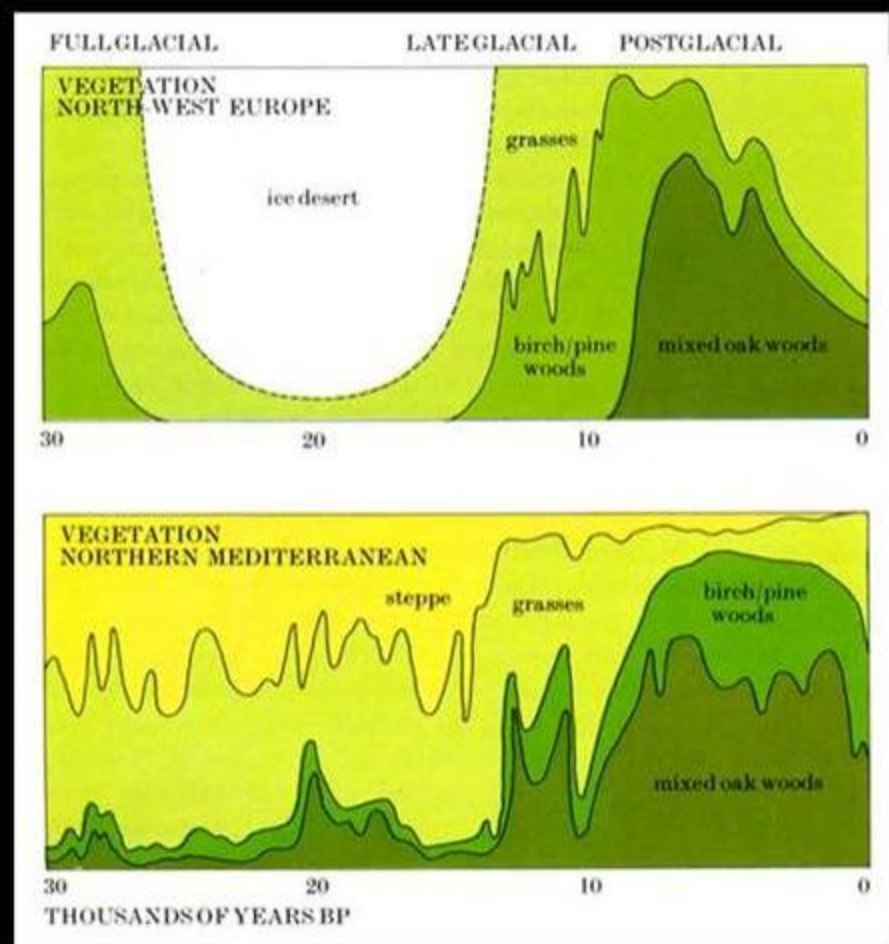 FULL GLACIAL LATE GLACIAL POSTGLACIAL
VEGETATION
NORTH-WEST EUROPE
grasses
ice desert
birch/pine
woods
mixed oak woods
30 20 10 0
VEGETATION
NORTHERN MEDITERRANEAN
steppe
grasses
birch/pine
woods
mixed oak woods
30 20 10 0
THOUSANDS OF YEARS BP